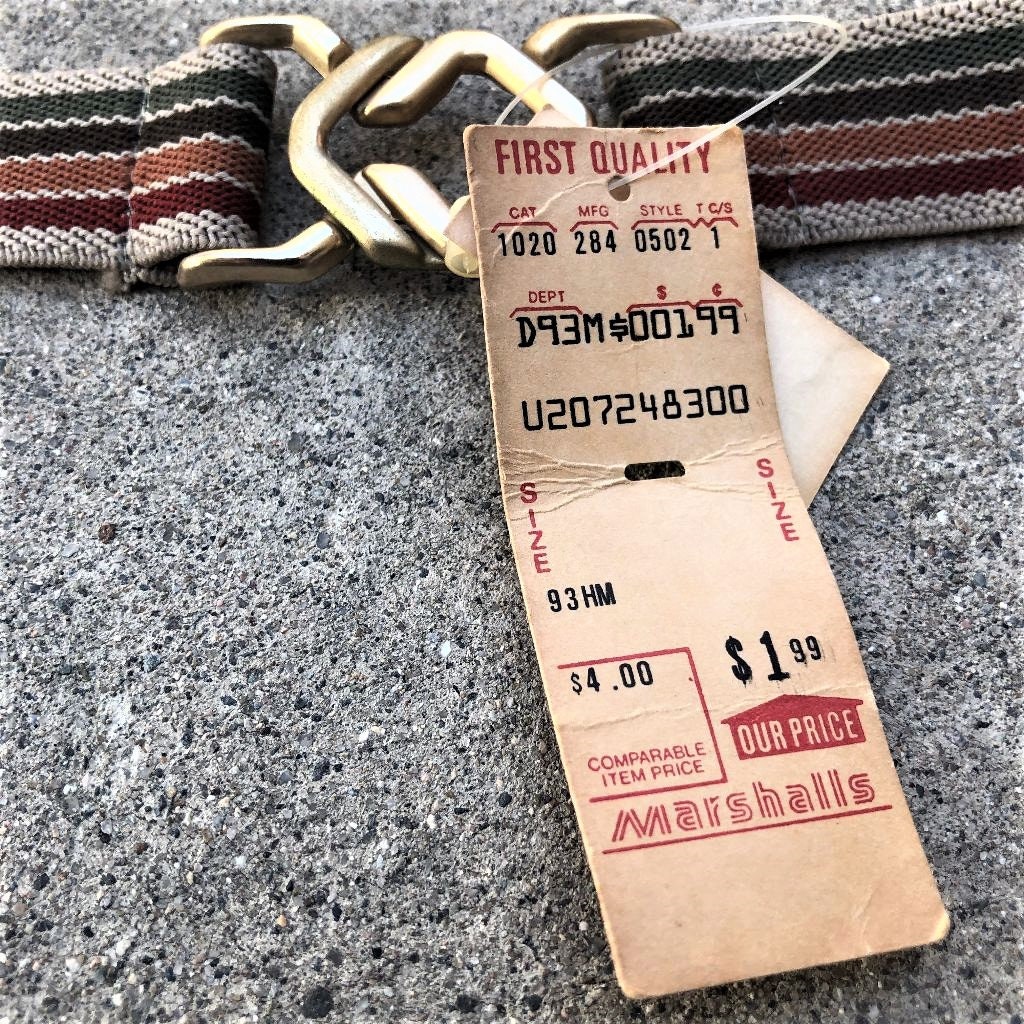 FIRST QUALITY
CAT MFG STYLE T C/S
1020 284 0502 1
DEPT $ ¢
D93M$00199
U207248300
SIZE SIZE
93HM
$4.00 $1 99
COMPARABLE
ITEM PRICE
OUR PRICE
Marshalls